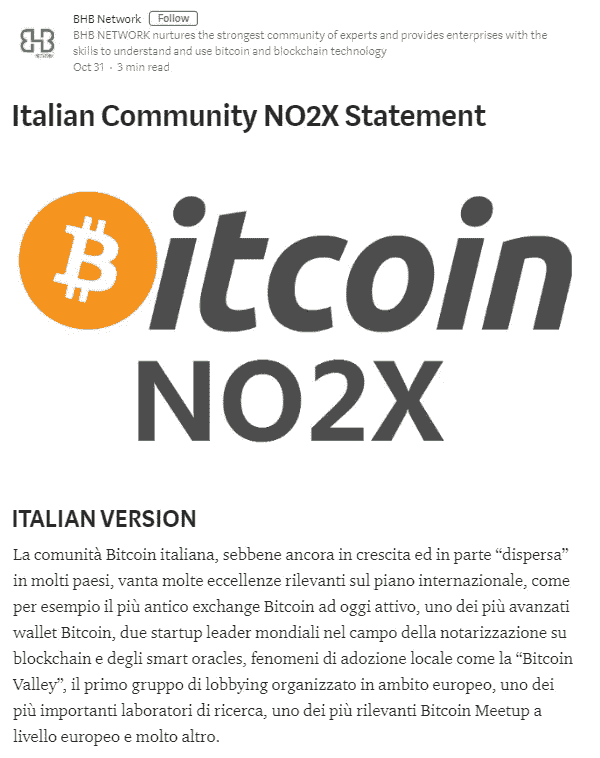 BHB Network Follow
BHB NETWORK nurtures the strongest community of experts and provides enterprises with the
skills to understand and use bitcoin and blockchain technology
Oct 31 · 3 min read
BHB
NETWORK
Italian Community NO2X Statement
Bitcoin
NO2X
ITALIAN VERSION
La comunità Bitcoin italiana, sebbene ancora in crescita ed in parte “dispersa”
in molti paesi, vanta molte eccellenze rilevanti sul piano internazionale, come
per esempio il più antico exchange Bitcoin ad oggi attivo, uno dei più avanzati
wallet Bitcoin, due startup leader mondiali nel campo della notarizzazione su
blockchain e degli smart oracles, fenomeni di adozione locale come la “Bitcoin
Valley”, il primo gruppo di lobbying organizzato in ambito europeo, uno dei
più importanti laboratori di ricerca, uno dei più rilevanti Bitcoin Meetup a
livello europeo e molto altro.